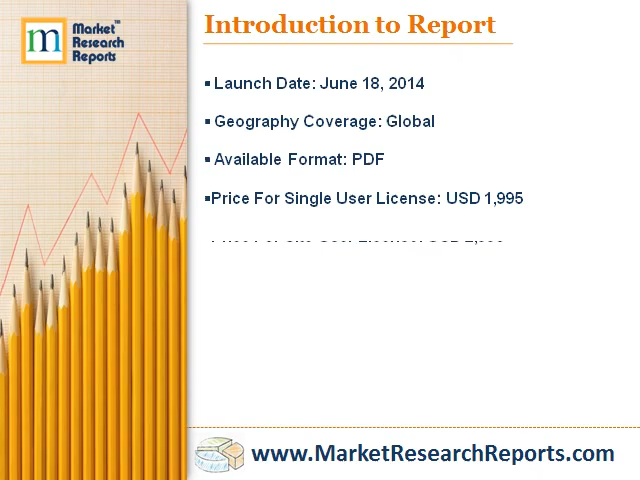 Market
Research
Reports
TM
m
Introduction to Report
▪ Launch Date: June 18, 2014
▪ Geography Coverage: Global
▪ Available Format: PDF
▪Price For Single User License: USD 1,995
www.MarketResearchReports.com